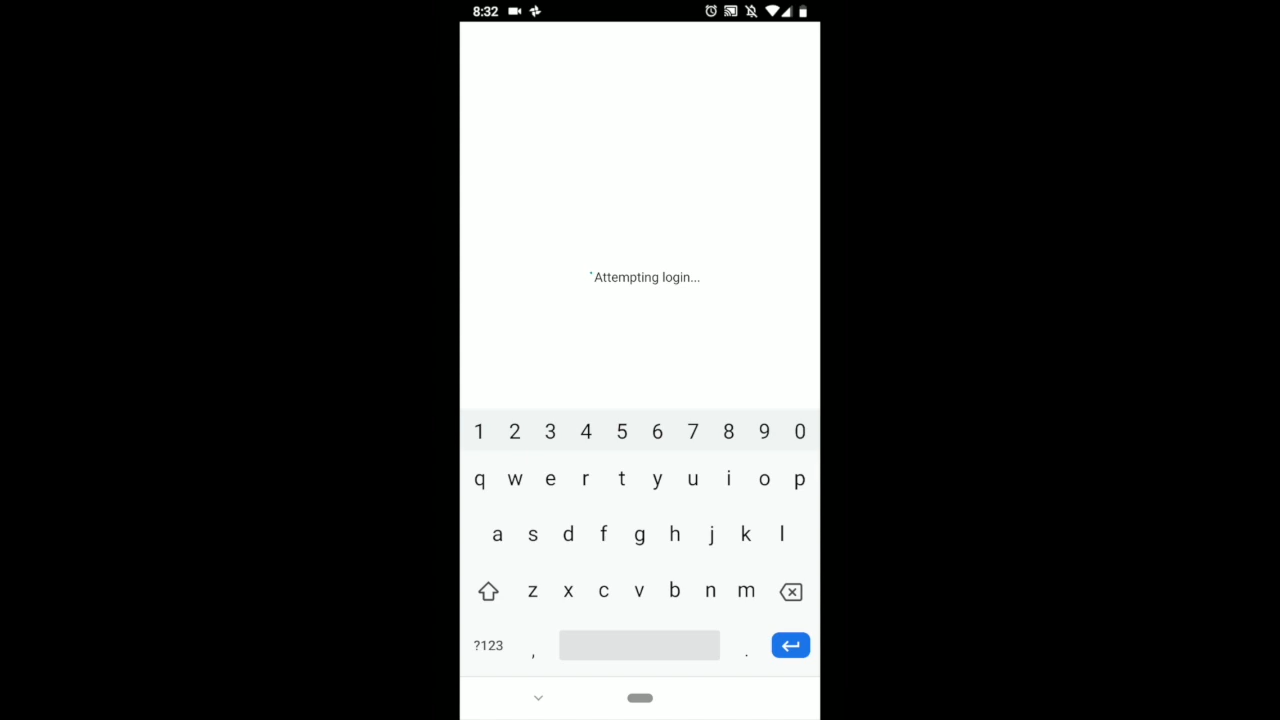 8:32
Attempting login...
1 2 3 4 5 6 7 8 9 0
q w e r t y u i o p
a s d f g h j k l
z x c v b n m
?123 , .